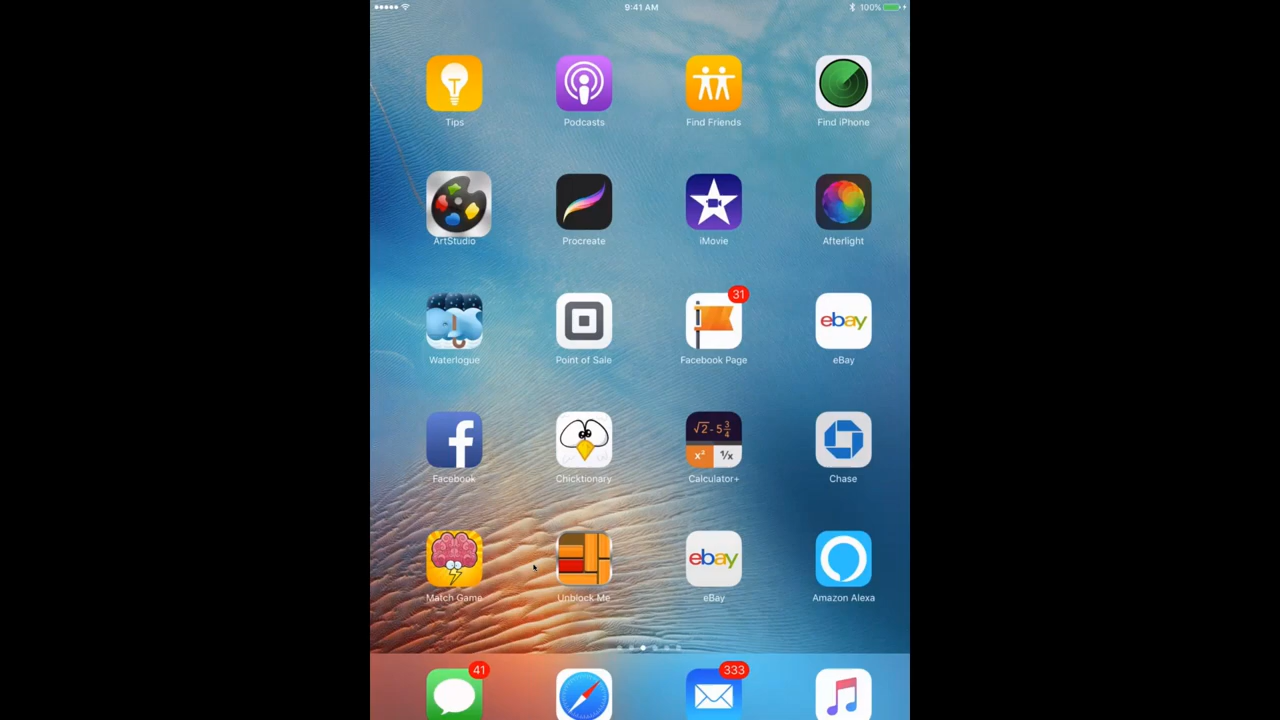 9:41 AM
100%
Tips
Podcasts
Find Friends
Find iPhone
ArtStudio
Procreate
iMovie
Afterlight
31
ebay
Waterlogue
Point of Sale
Facebook Page
eBay
f
√2-5 3/4
x² 1/x
Facebook
Chicktionary
Calculator+
Chase
ebay
Match Game
Unblock Me
eBay
Amazon Alexa
41
333